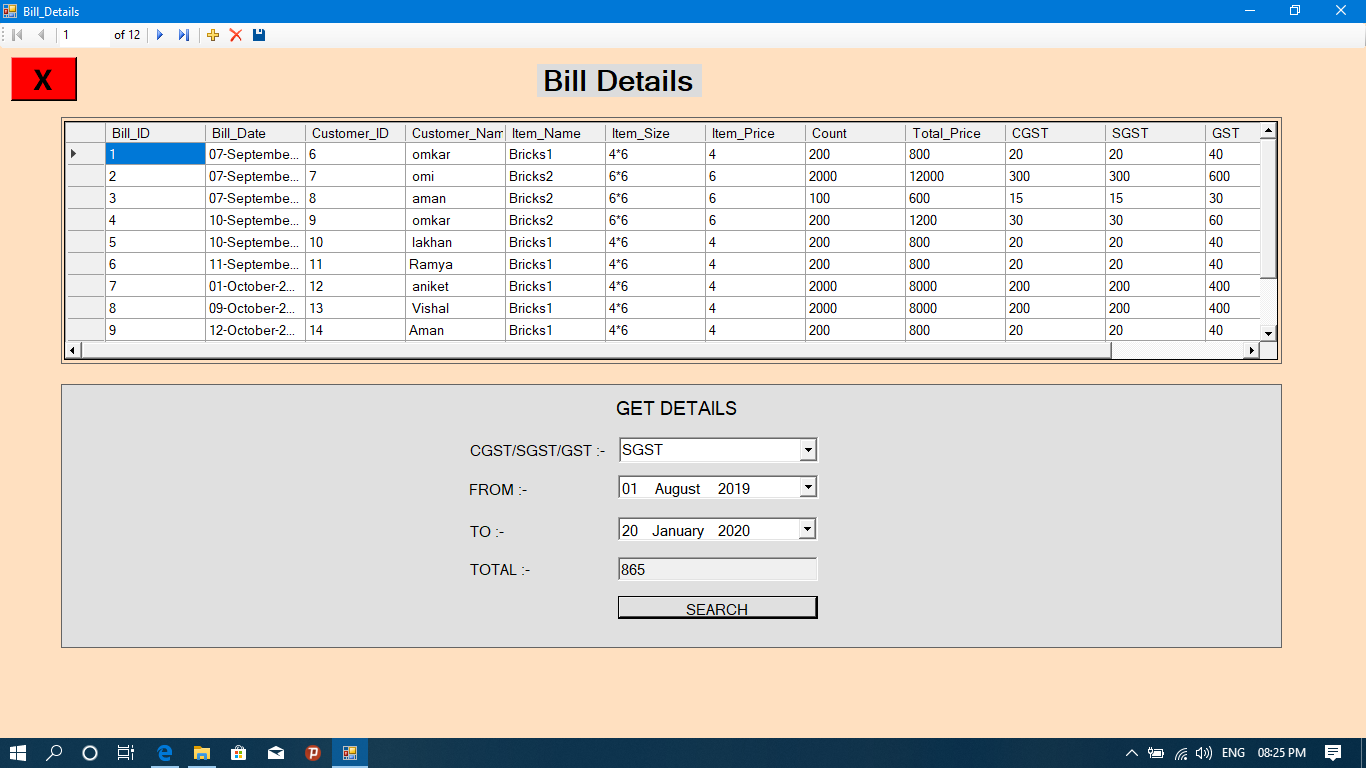 Bill_Details
1 of 12
X
Bill Details
Bill_ID Bill_Date Customer_ID Customer_Nam Item_Name Item_Size Item_Price Count Total_Price CGST SGST GST
1 07-Septembe... 6 omkar Bricks1 4*6 4 200 800 20 20 40
2 07-Septembe... 7 omi Bricks2 6*6 6 2000 12000 300 300 600
3 07-Septembe... 8 aman Bricks2 6*6 6 100 600 15 15 30
4 10-Septembe... 9 omkar Bricks2 6*6 6 200 1200 30 30 60
5 10-Septembe... 10 lakhan Bricks1 4*6 4 200 800 20 20 40
6 11-Septembe... 11 Ramya Bricks1 4*6 4 200 800 20 20 40
7 01-October-2... 12 aniket Bricks1 4*6 4 2000 8000 200 200 400
8 09-October-2... 13 Vishal Bricks1 4*6 4 2000 8000 200 200 400
9 12-October-2... 14 Aman Bricks1 4*6 4 200 800 20 20 40
GET DETAILS
CGST/SGST/GST :- SGST
FROM :- 01 August 2019
TO :- 20 January 2020
TOTAL :- 865
SEARCH
ENG 08:25 PM